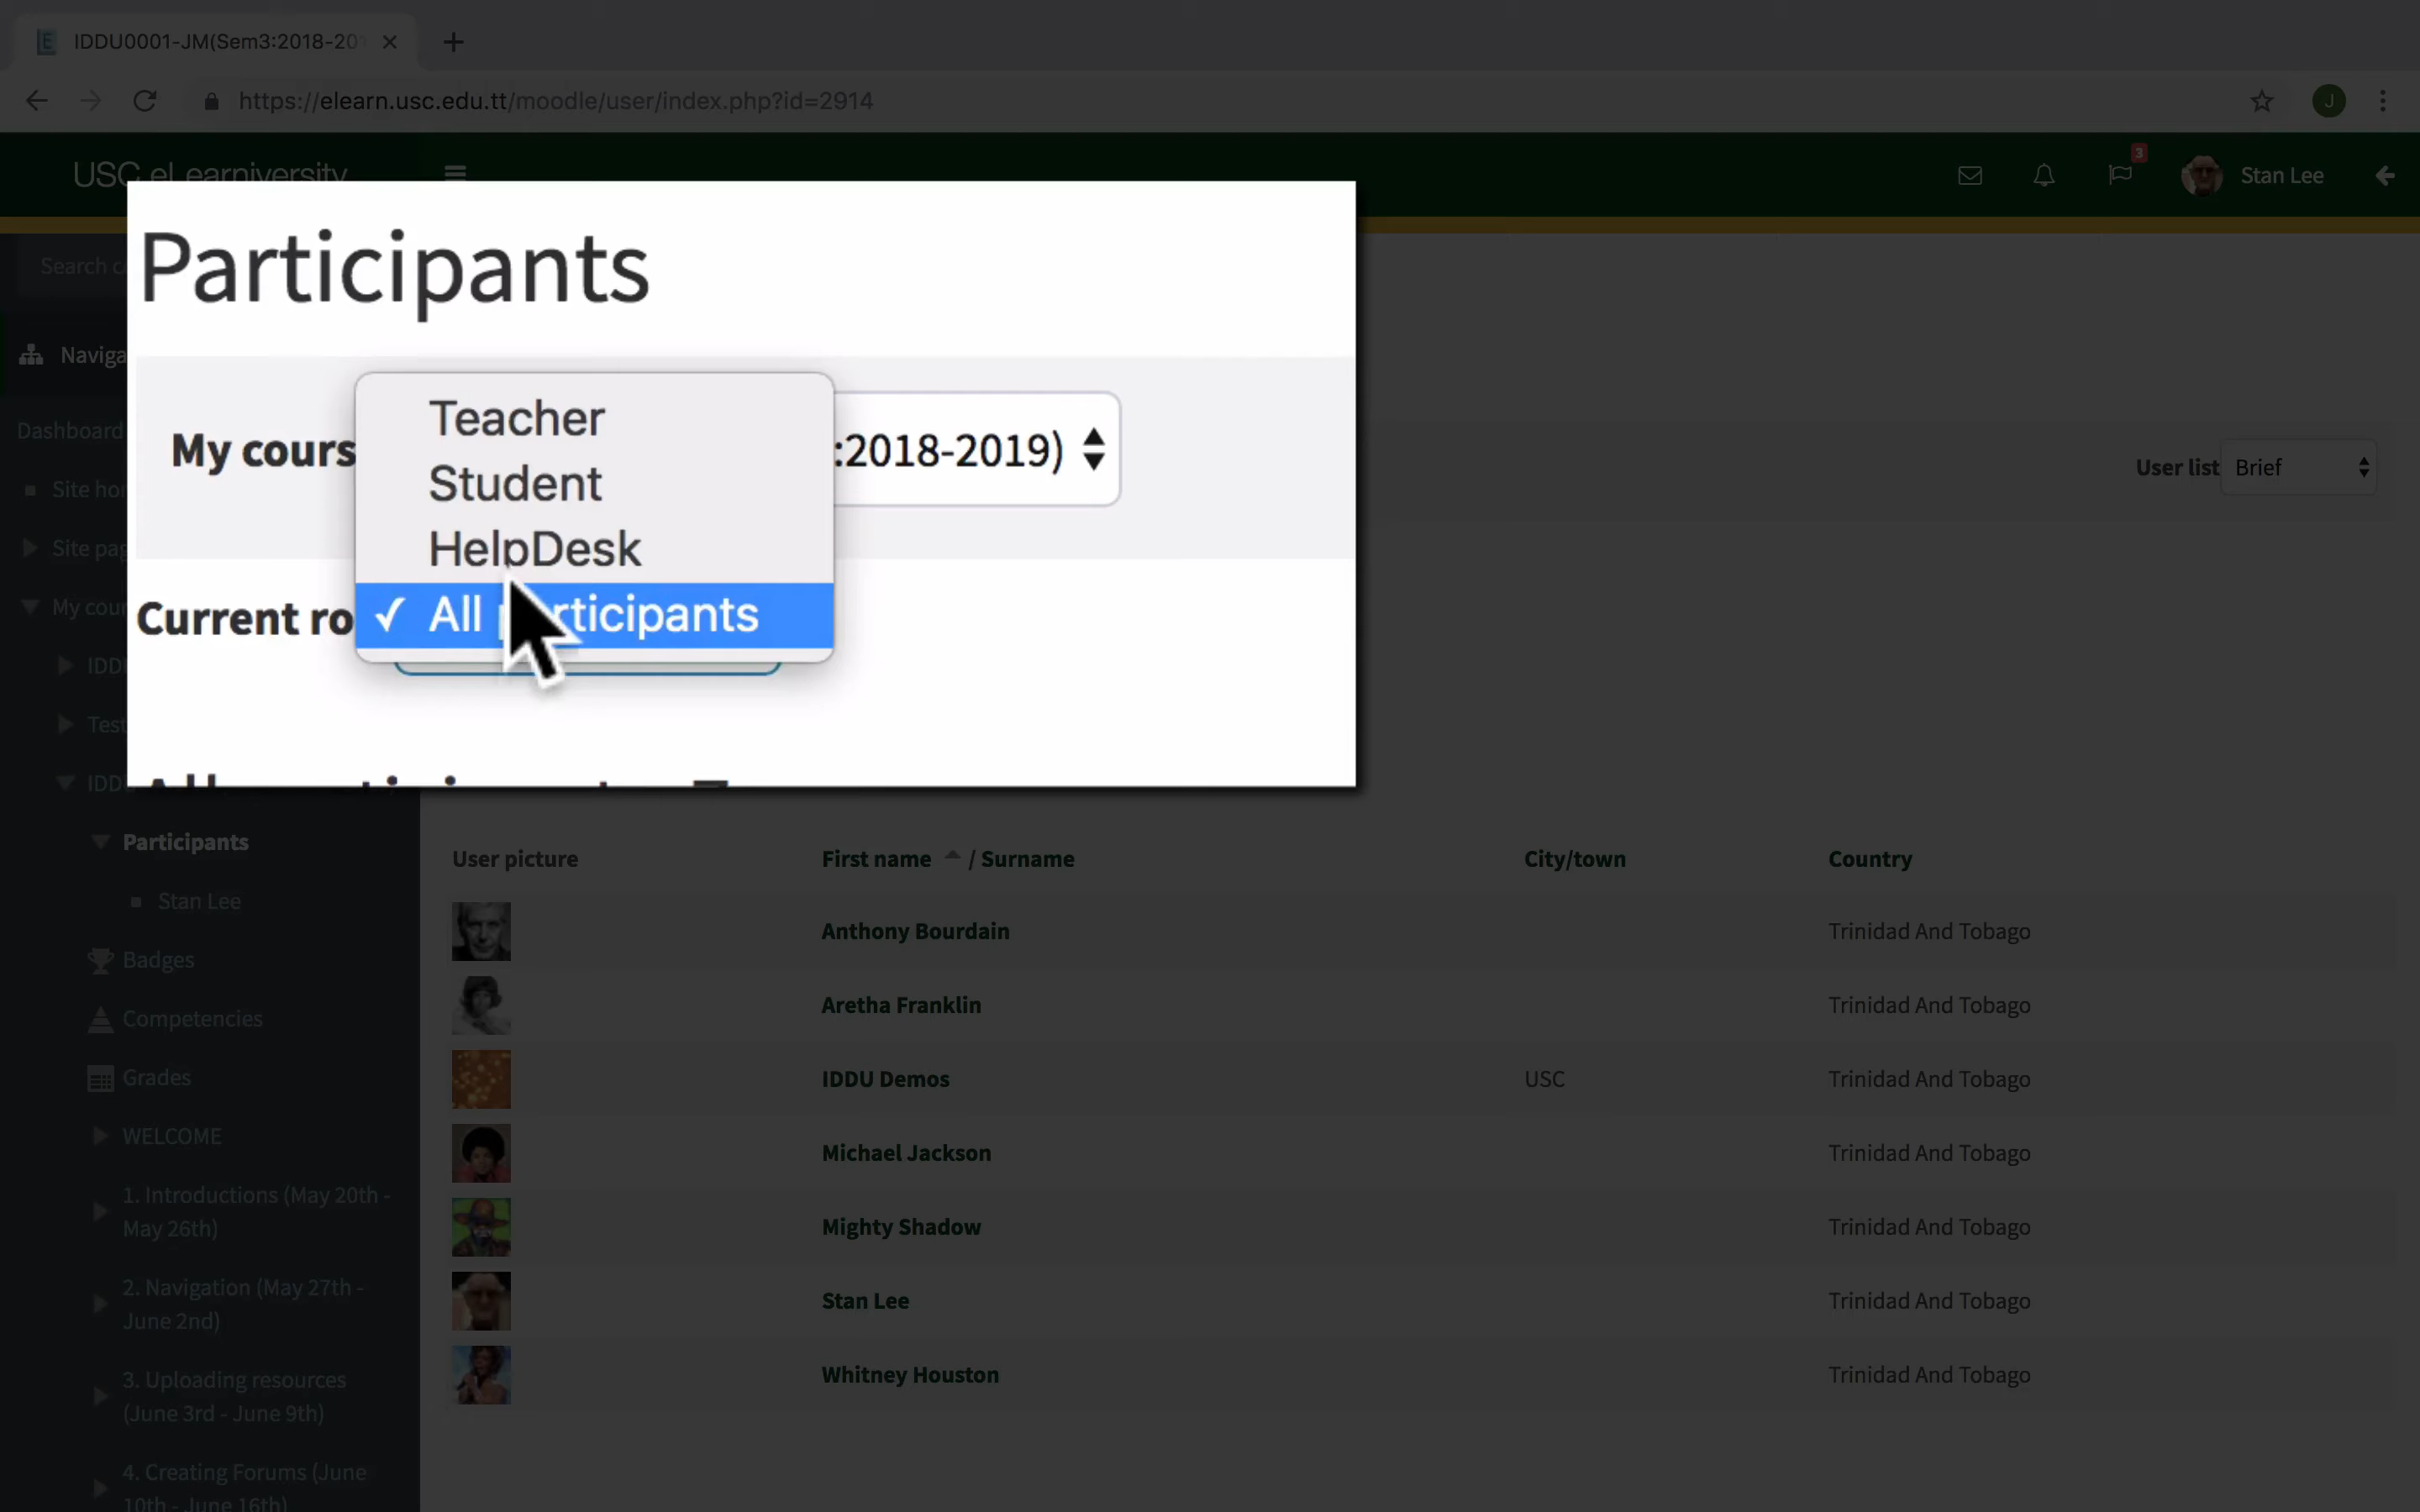 IDDU0001-JM(Sem3:2018-201
https://elearn.usc.edu.tt/moodle/user/index.php?id=2914
J
USC eLearniversity
3
Stan Lee
Search c
Participants
Naviga
Teacher
Student
HelpDesk
✓ All participants
My cours
:2018-2019)
Current ro
User list
Brief
Dashboard
Site hor
Site pag
My cour
IDDU
Test
IDDU
Participants
Stan Lee
Badges
Competencies
Grades
WELCOME
1. Introductions (May 20th -
May 26th)
2. Navigation (May 27th -
June 2nd)
3. Uploading resources
(June 3rd - June 9th)
4. Creating Forums (June
10th - June 16th)
User picture
First name / Surname
City/town
Country
Anthony Bourdain
Trinidad And Tobago
Aretha Franklin
Trinidad And Tobago
IDDU Demos
USC
Trinidad And Tobago
Michael Jackson
Trinidad And Tobago
Mighty Shadow
Trinidad And Tobago
Stan Lee
Trinidad And Tobago
Whitney Houston
Trinidad And Tobago